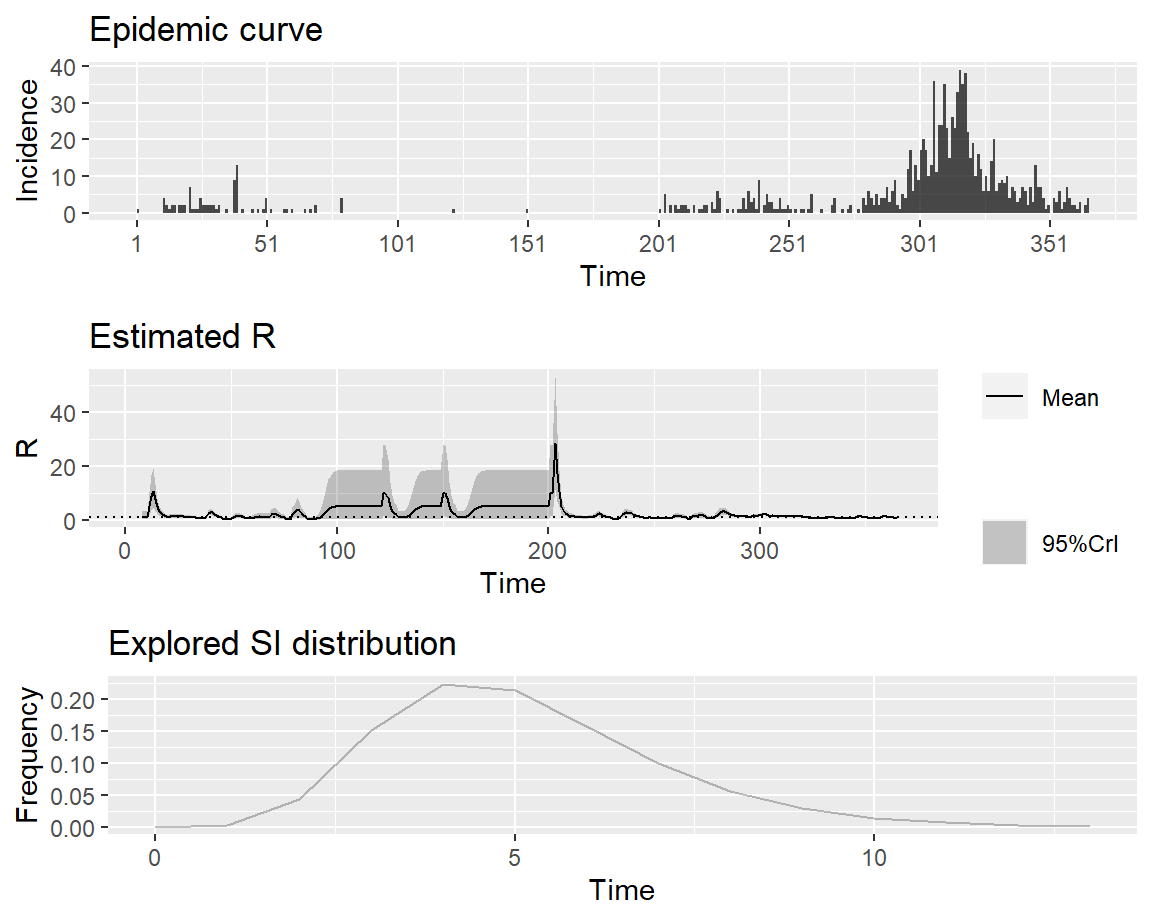 Epidemic curve
Incidence
40
30
20
10
0
1 51 101 151 201 251 301 351
Time
Estimated R
R
40
20
0
0 100 200 300
Time
Mean
95%CrI
Explored SI distribution
Frequency
0.20
0.15
0.10
0.05
0.00
0 5 10
Time